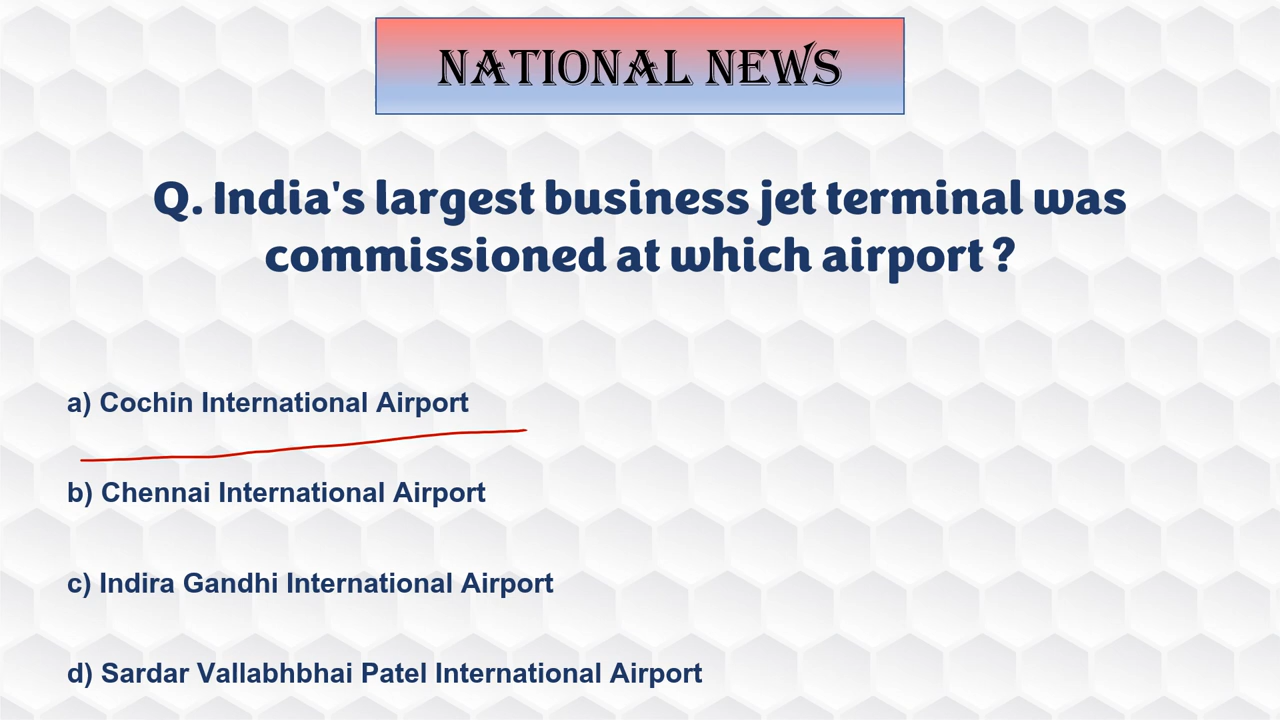 NATIONAL NEWS
Q. India's largest business jet terminal was
commissioned at which airport ?
a) Cochin International Airport
b) Chennai International Airport
c) Indira Gandhi International Airport
d) Sardar Vallabhbhai Patel International Airport